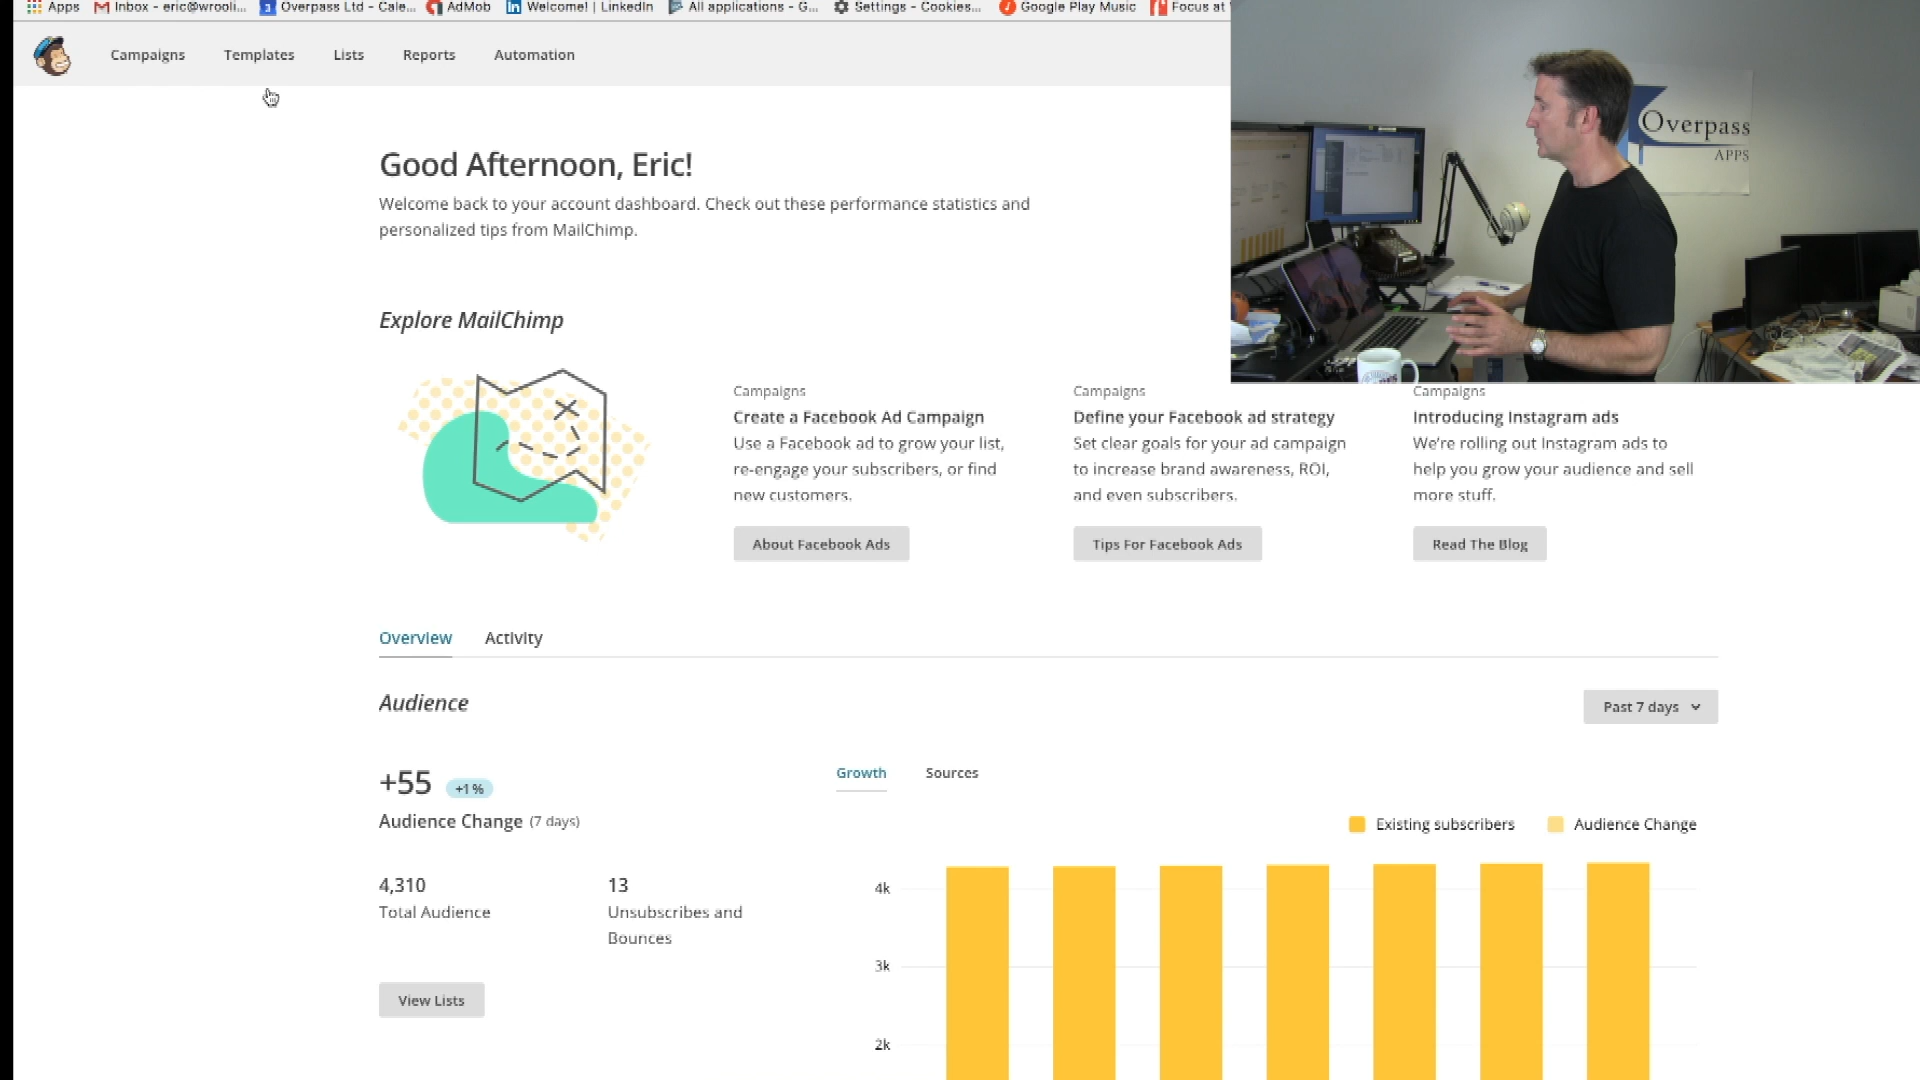 Apps Inbox - eric@wrooli... Overpass Ltd - Cale... AdMob Welcome! | LinkedIn All applications - G... Settings - Cookies... Google Play Music Focus at
Campaigns Templates Lists Reports Automation
Overpass
APPS
Good Afternoon, Eric!
Welcome back to your account dashboard. Check out these performance statistics and
personalized tips from MailChimp.
Explore MailChimp
Campaigns
Create a Facebook Ad Campaign
Use a Facebook ad to grow your list,
re-engage your subscribers, or find
new customers.
About Facebook Ads
Campaigns
Define your Facebook ad strategy
Set clear goals for your ad campaign
to increase brand awareness, ROI,
and even subscribers.
Tips For Facebook Ads
Campaigns
Introducing Instagram ads
We're rolling out Instagram ads to
help you grow your audience and sell
more stuff.
Read The Blog
Overview Activity
Audience
Past 7 days
+55 +1%
Audience Change (7 days)
4,310
Total Audience
13
Unsubscribes and
Bounces
View Lists
Growth Sources
Existing subscribers Audience Change
4k
3k
2k